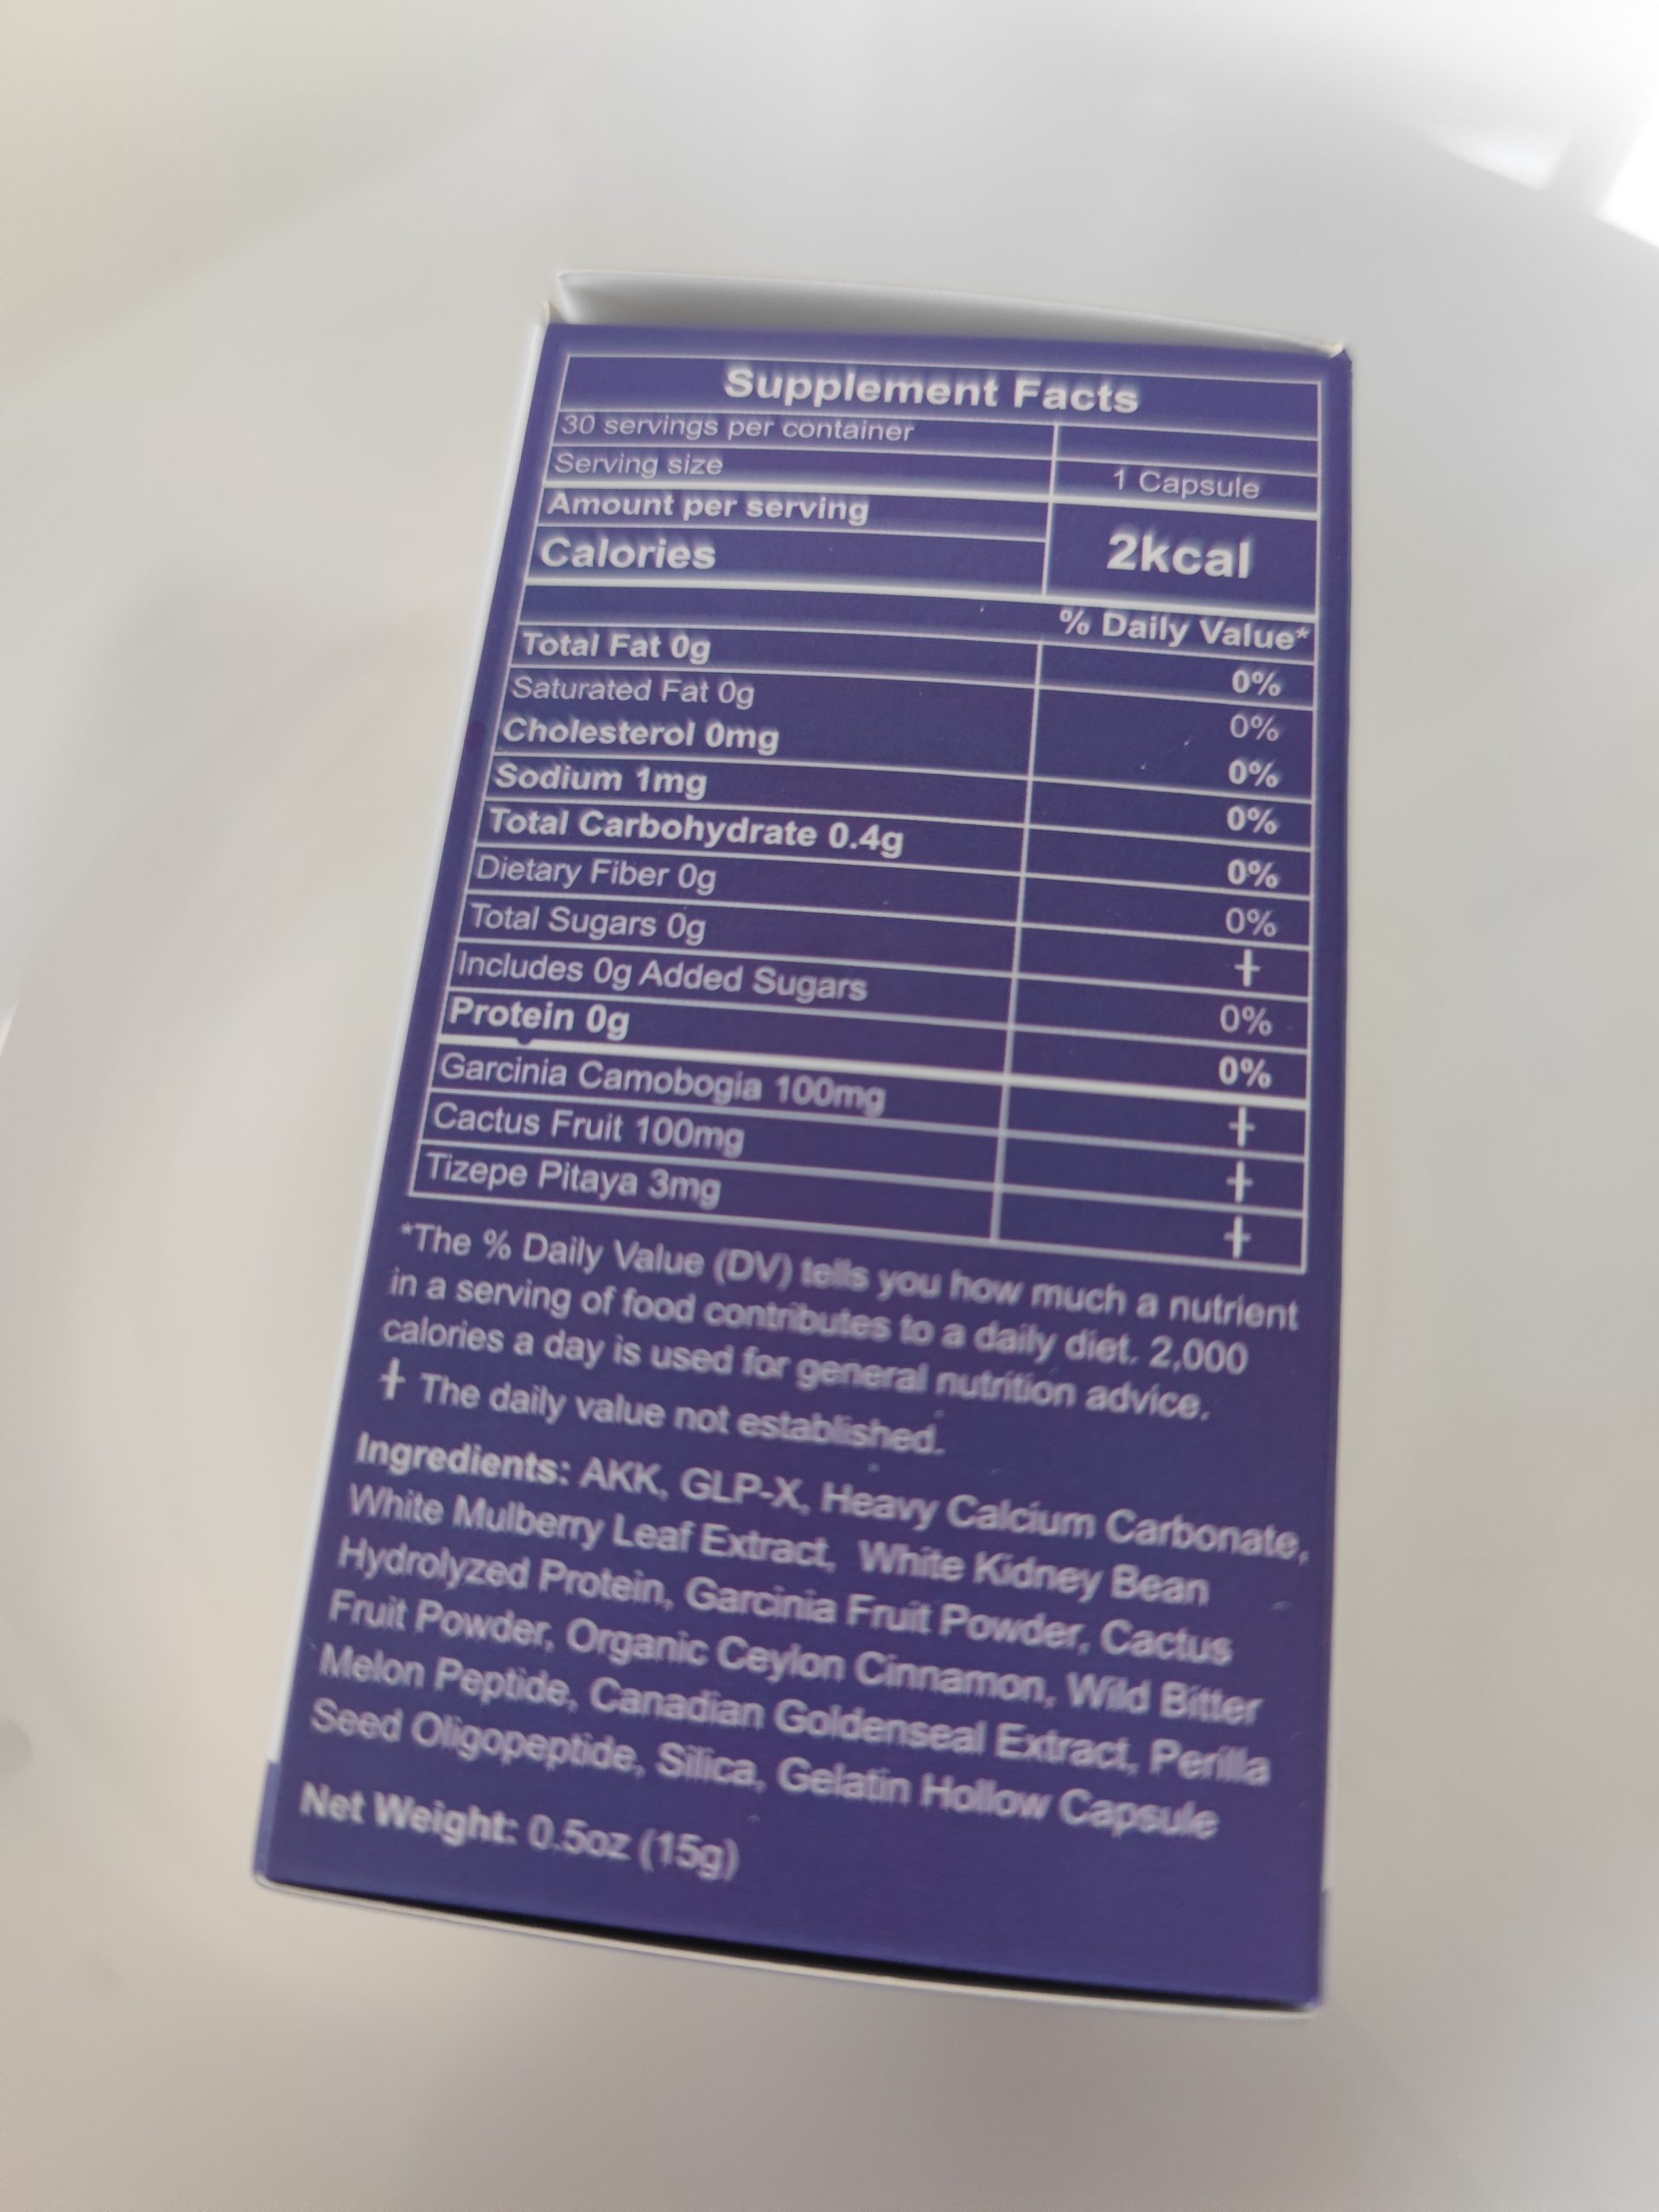 Supplement Facts
30 servings per container
Serving size 1 Capsule
Amount per serving
Calories 2kcal
% Daily Value*
Total Fat 0g 0%
Saturated Fat 0g 0%
Cholesterol 0mg 0%
Sodium 1mg 0%
Total Carbohydrate 0.4g 0%
Dietary Fiber 0g 0%
Total Sugars 0g †
Includes 0g Added Sugars 0%
Protein 0g 0%
Garcinia Camobogia 100mg †
Cactus Fruit 100mg †
Tizepe Pitaya 3mg †
*The % Daily Value (DV) tells you how much a nutrient
in a serving of food contributes to a daily diet. 2,000
calories a day is used for general nutrition advice.
† The daily value not established.
Ingredients: AKK, GLP-X, Heavy Calcium Carbonate,
White Mulberry Leaf Extract, White Kidney Bean
Hydrolyzed Protein, Garcinia Fruit Powder, Cactus
Fruit Powder, Organic Ceylon Cinnamon, Wild Bitter
Melon Peptide, Canadian Goldenseal Extract, Perilla
Seed Oligopeptide, Silica, Gelatin Hollow Capsule
Net Weight: 0.5oz (15g)